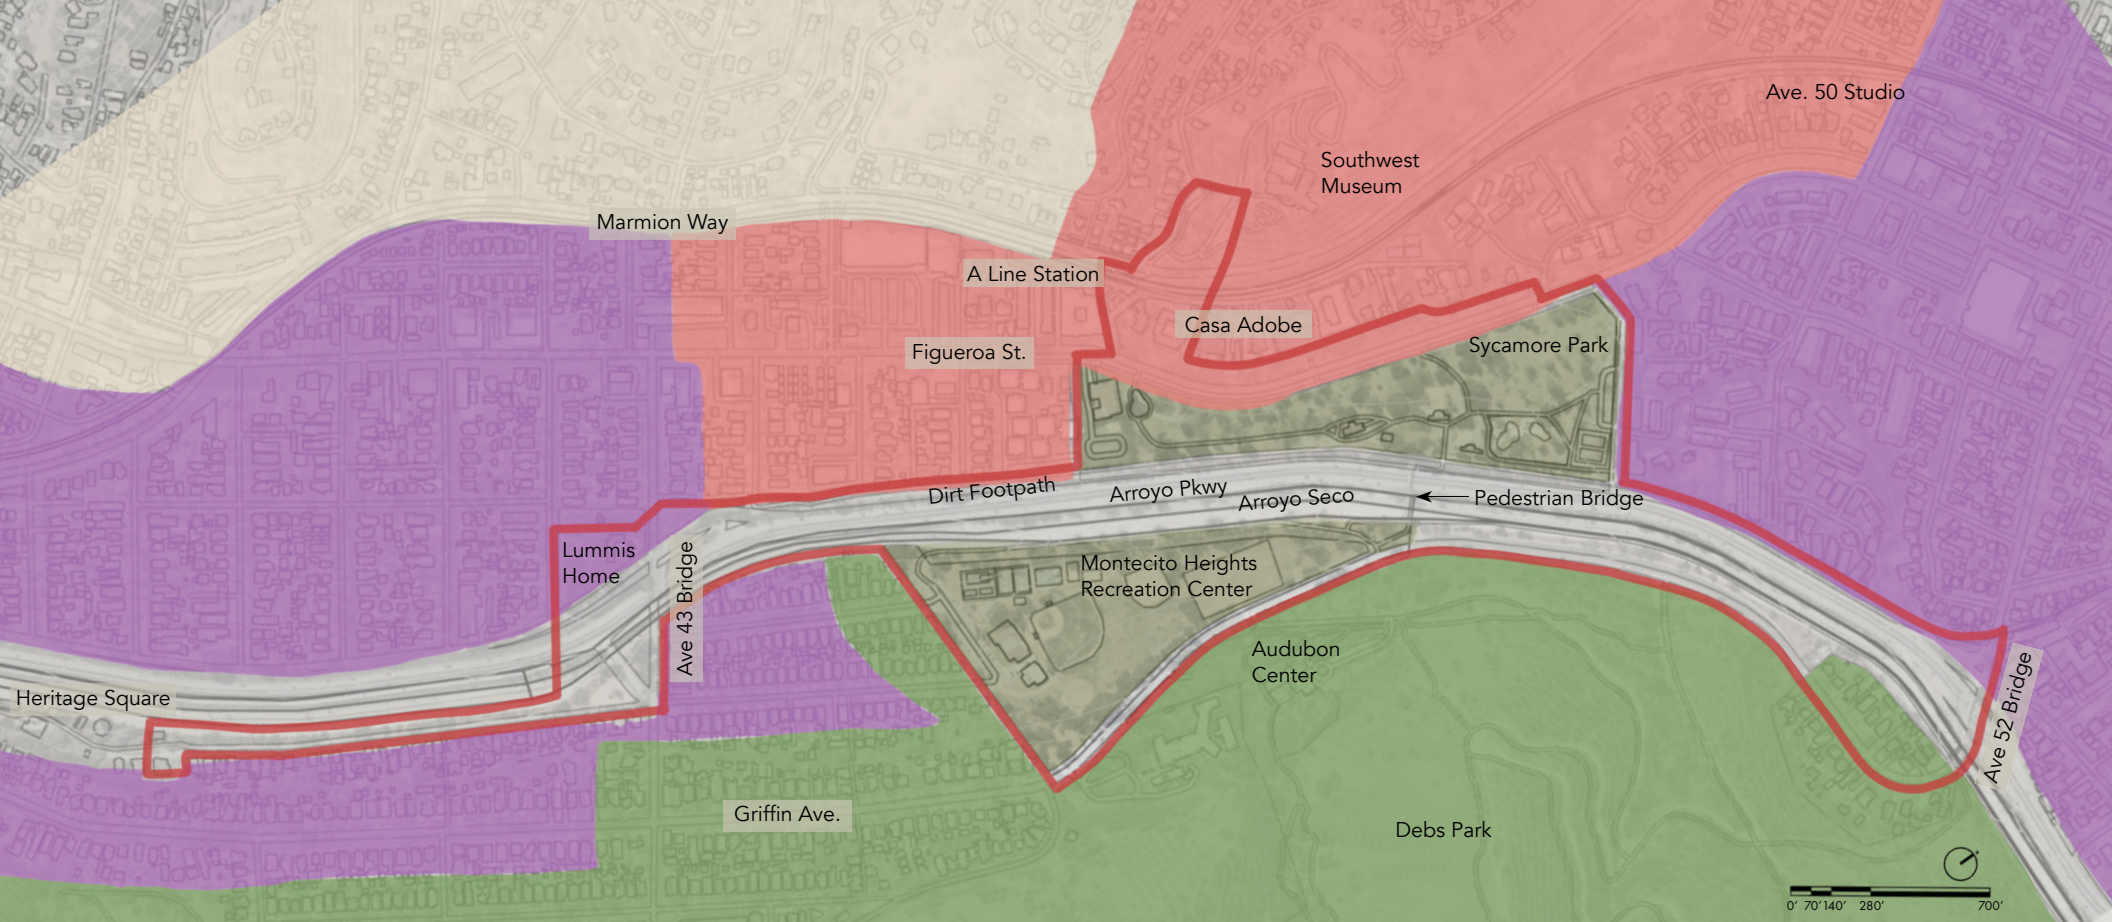 Ave. 50 Studio
Southwest
Museum
Marmion Way
A Line Station
Casa Adobe
Figueroa St.
Sycamore Park
Dirt Footpath
Arroyo Pkwy
Arroyo Seco
Pedestrian Bridge
Lummis
Home
Ave 43 Bridge
Montecito Heights
Recreation Center
Audubon
Center
Heritage Square
Ave 52 Bridge
Griffin Ave.
Debs Park
0' 70' 140' 280' 700'